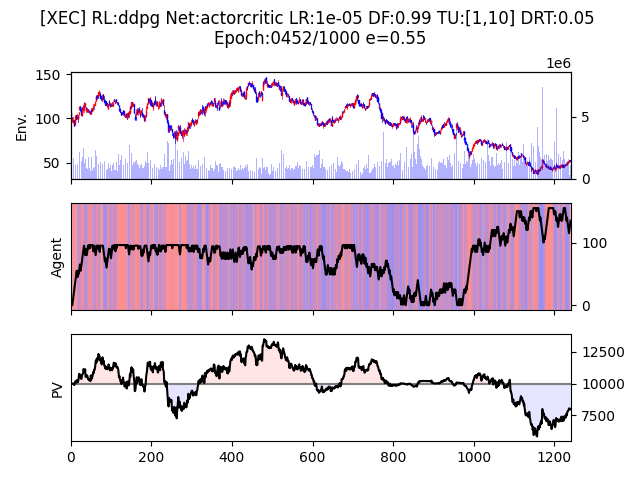 [XEC] RL:ddpg Net:actorcritic LR:1e-05 DF:0.99 TU:[1,10] DRT:0.05
Epoch:0452/1000 e=0.55
1e6
150
100
50
Env.
5
0
Agent
100
0
PV
12500
10000
7500
0
200
400
600
800
1000
1200